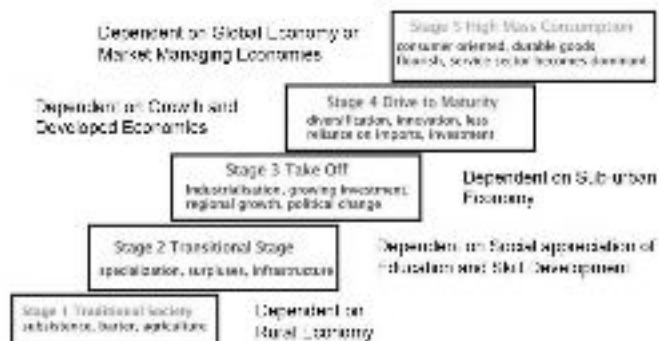 Stage 5 High Mass Consumption
consumer oriented, durable goods
flourish, service sector becomes dominant
Dependent on Global Economy or
Market Managing Economies
Stage 4 Drive to Maturity
diversification, innovation, less
reliance on imports, investment
Dependent on Growth and
Developed Economies
Stage 3 Take Off
Industrialisation, growing investment,
regional growth, political change
Dependent on Sub-urban
Economy
Stage 2 Transitional Stage
specialization, surpluses, infrastructure
Dependent on Social appreciation of
Education and Skill Development
Stage 1 Traditional Society
subsistence, barter, agriculture
Dependent on
Rural Economy